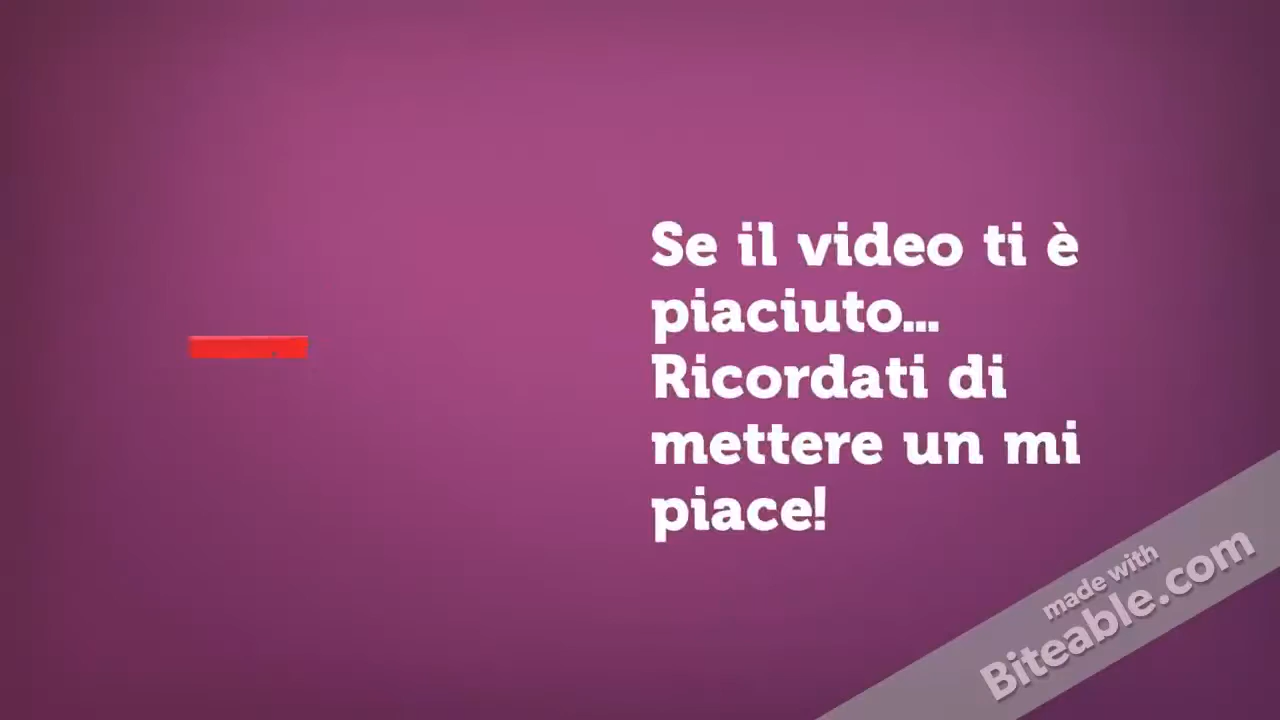 Se il video ti è
piaciuto...
Ricordati di
mettere un mi
piace!
made with
Biteable.com